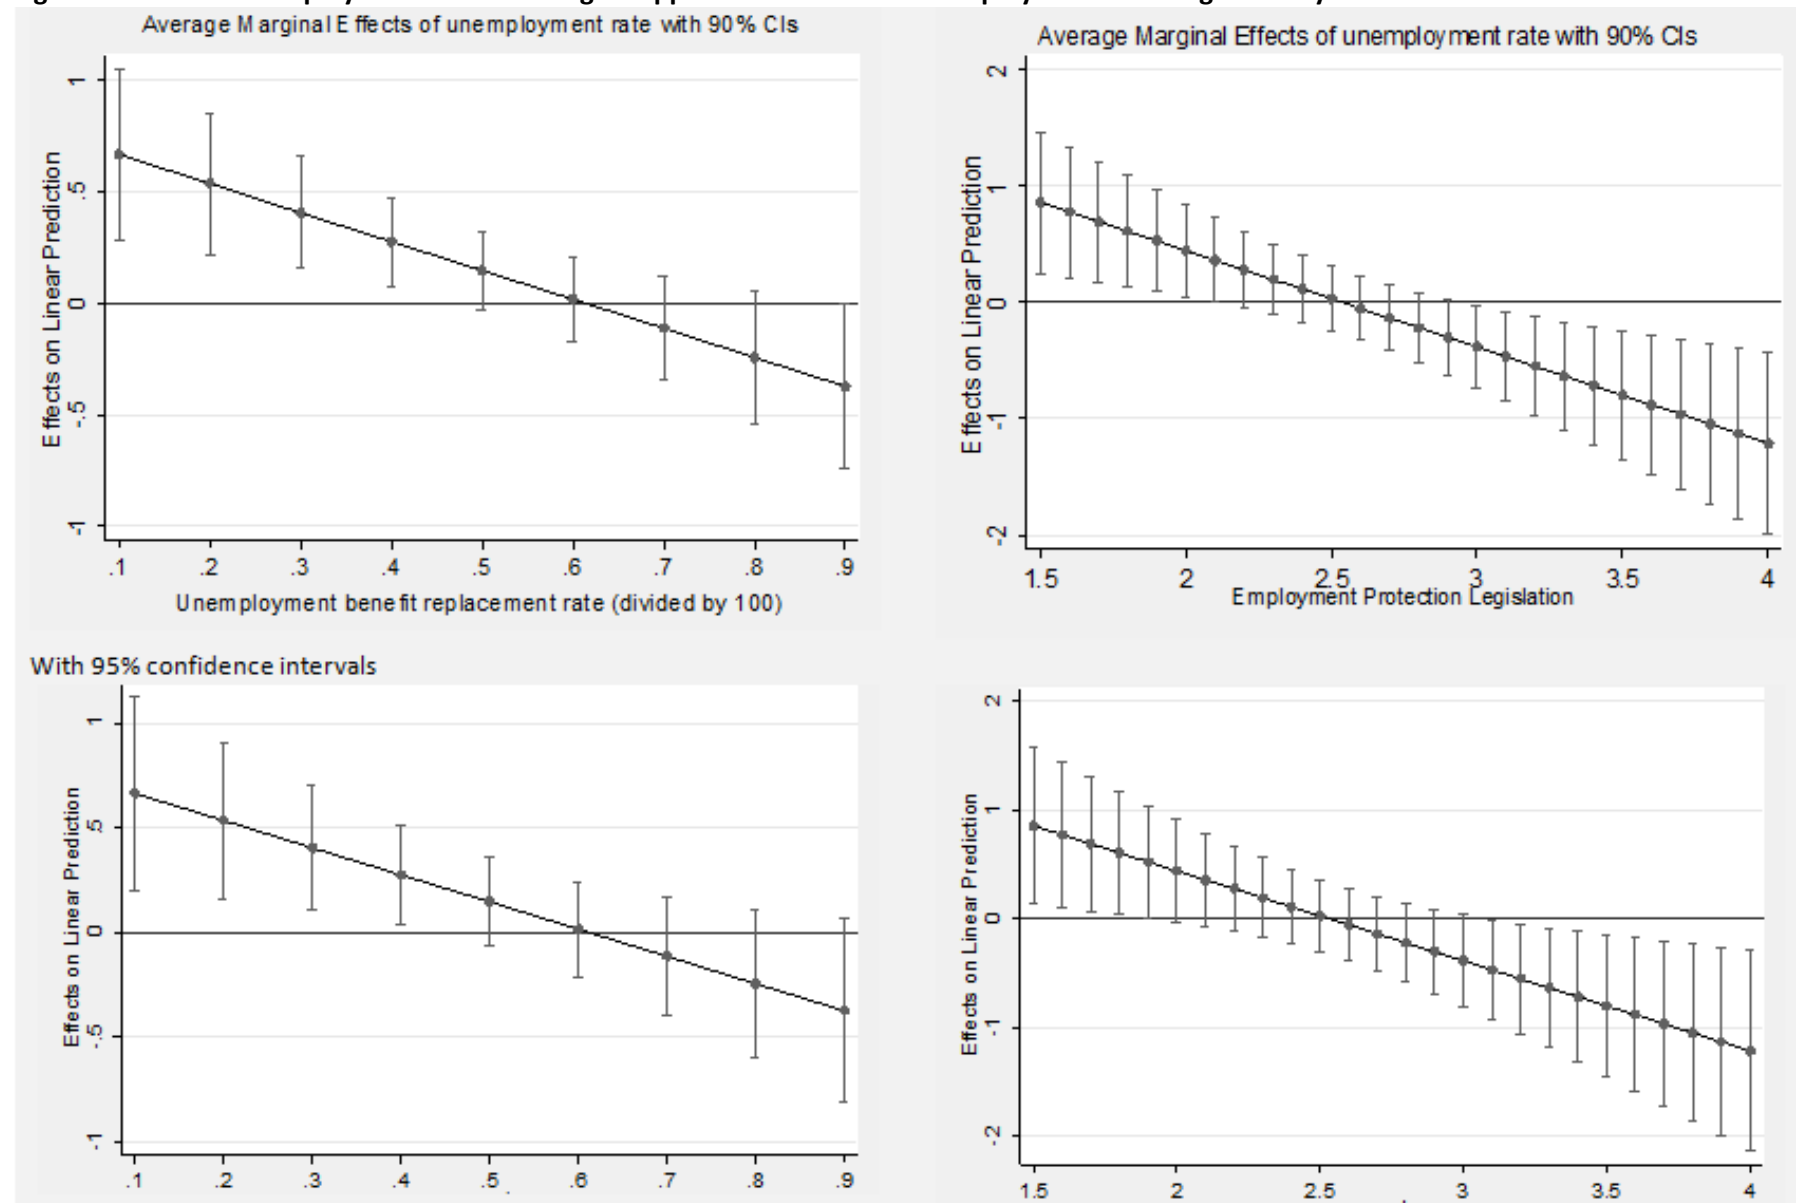 Average Marginal Effects of unemployment rate with 90% CIs
Effects on Linear Prediction
1
.5
0
-.5
-1
.1 .2 .3 .4 .5 .6 .7 .8 .9
Unemployment benefit replacement rate (divided by 100)
Average Marginal Effects of unemployment rate with 90% CIs
Effects on Linear Prediction
2
1
0
-1
-2
1.5 2 2.5 3 3.5 4
Employment Protection Legislation
With 95% confidence intervals
Effects on Linear Prediction
1
.5
0
-.5
-1
.1 .2 .3 .4 .5 .6 .7 .8 .9
Effects on Linear Prediction
2
1
0
-1
-2
1.5 2 2.5 3 3.5 4